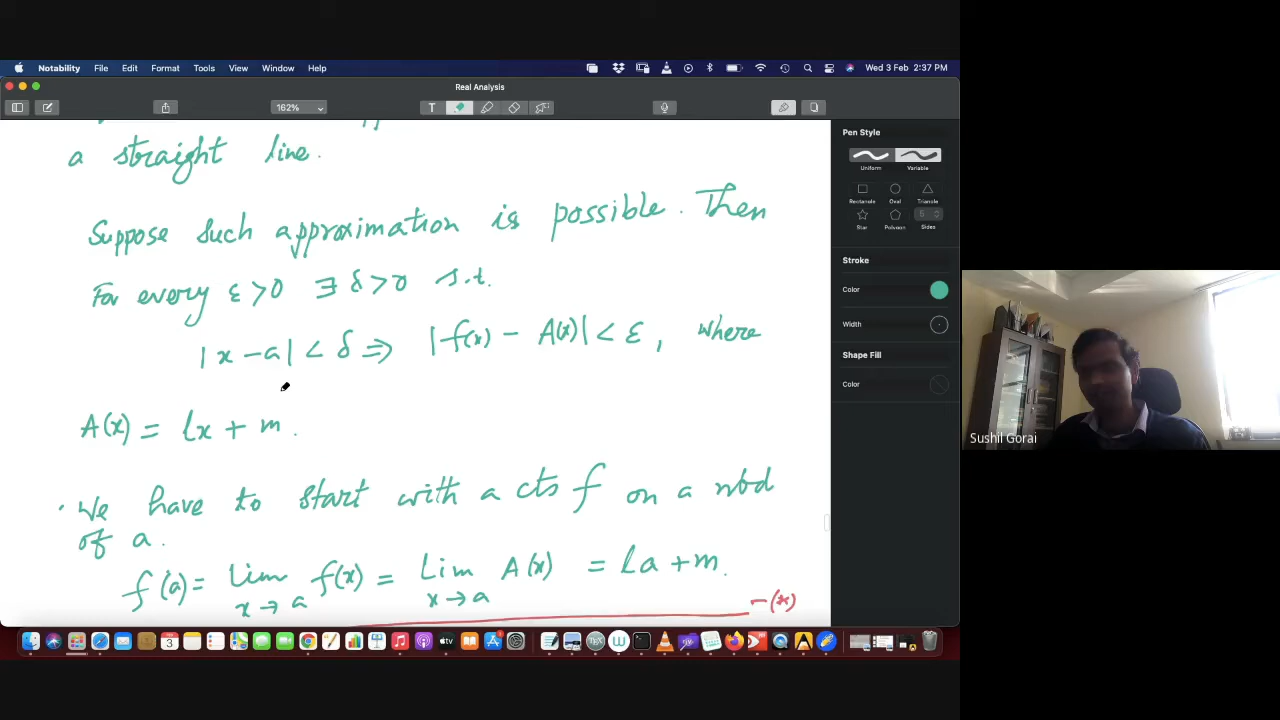 Notability File Edit Format Tools View Window Help Wed 3 Feb 2:37 PM
Real Analysis
162% T
a straight line.
Suppose such approximation is possible. Then
For every ε>0 ∃ δ>0 s.t.
|x-a| < δ ⇒ |f(x) - A(x)| < ε, where
A(x) = lx + m.
. We have to start with a cts f on a nbd
of a.
f(a) = lim f(x) = lim A(x) = la + m.
x→a x→a
-(*)
Pen Style
Uniform Variable
Rectangle Oval Triangle
Star Polygon 5 Sides
Stroke
Color
Width
Shape Fill
Color
Sushil Gorai